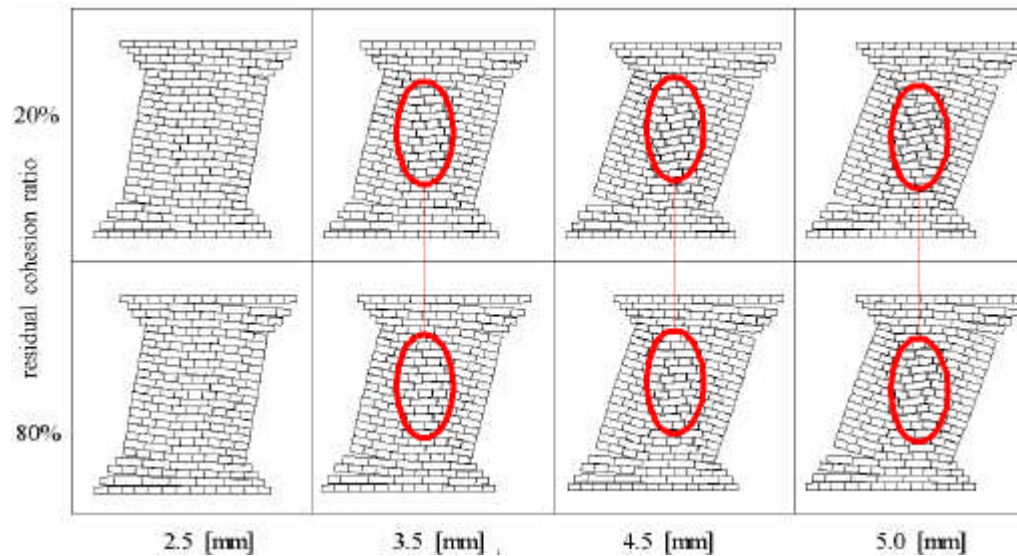 20%
residual cohesion ratio
80%
2.5 [mm]
3.5 [mm]
4.5 [mm]
5.0 [mm]